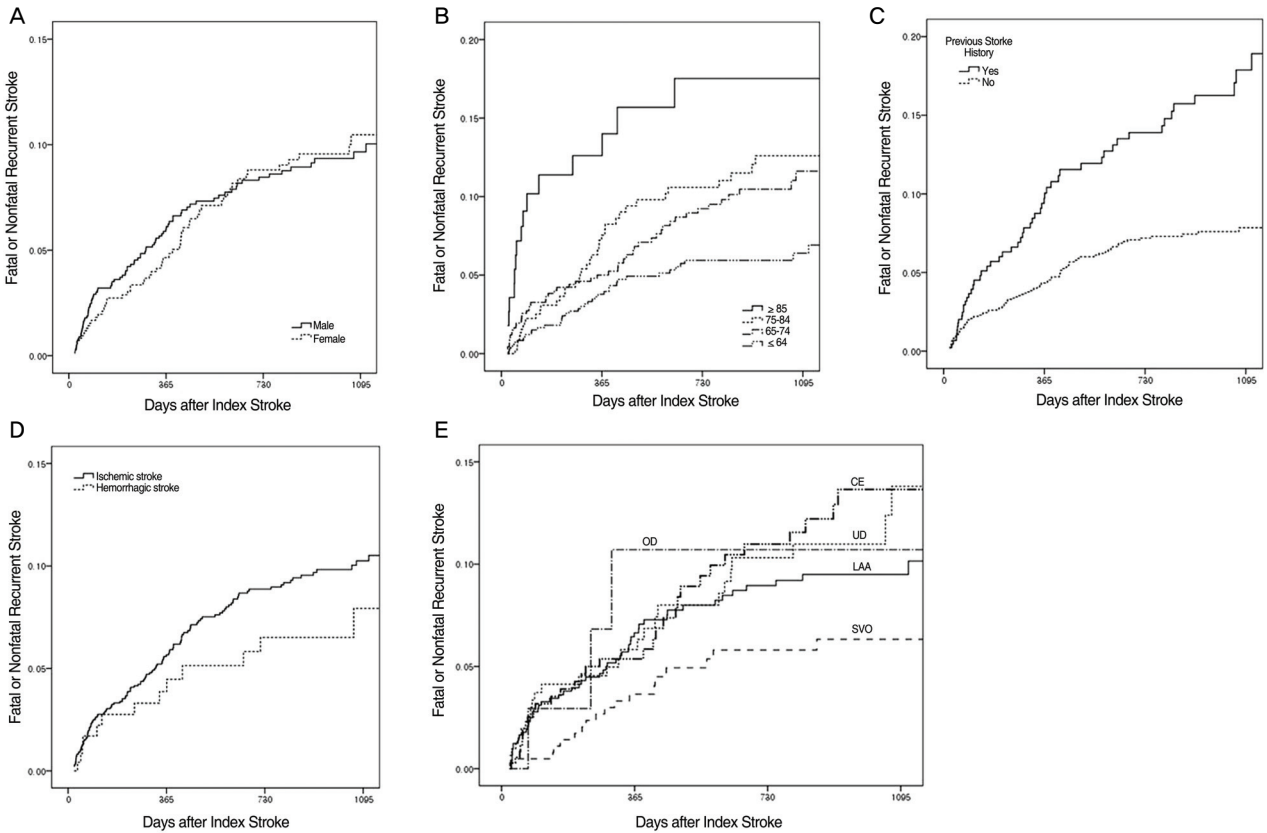 A
0.15
0.10
0.05
0.00
Fatal or Nonfatal Recurrent Stroke
Male
Female
0
365
730
1095
Days after Index Stroke
B
0.20
0.15
0.10
0.05
0.00
Fatal or Nonfatal Recurrent Stroke
≥ 85
75-84
65-74
≤ 64
0
365
730
1095
Days after Index Stroke
C
0.20
0.15
0.10
0.05
0.00
Fatal or Nonfatal Recurrent Stroke
Previous Storke
History
Yes
No
0
365
730
1095
Days after Index Stroke
D
0.15
0.10
0.05
0.00
Fatal or Nonfatal Recurrent Stroke
Ischemic stroke
Hemorrhagic stroke
0
365
730
1095
Days after Index Stroke
E
0.15
0.10
0.05
0.00
Fatal or Nonfatal Recurrent Stroke
CE
OD
UD
LAA
SVO
0
365
730
1095
Days after Index Stroke